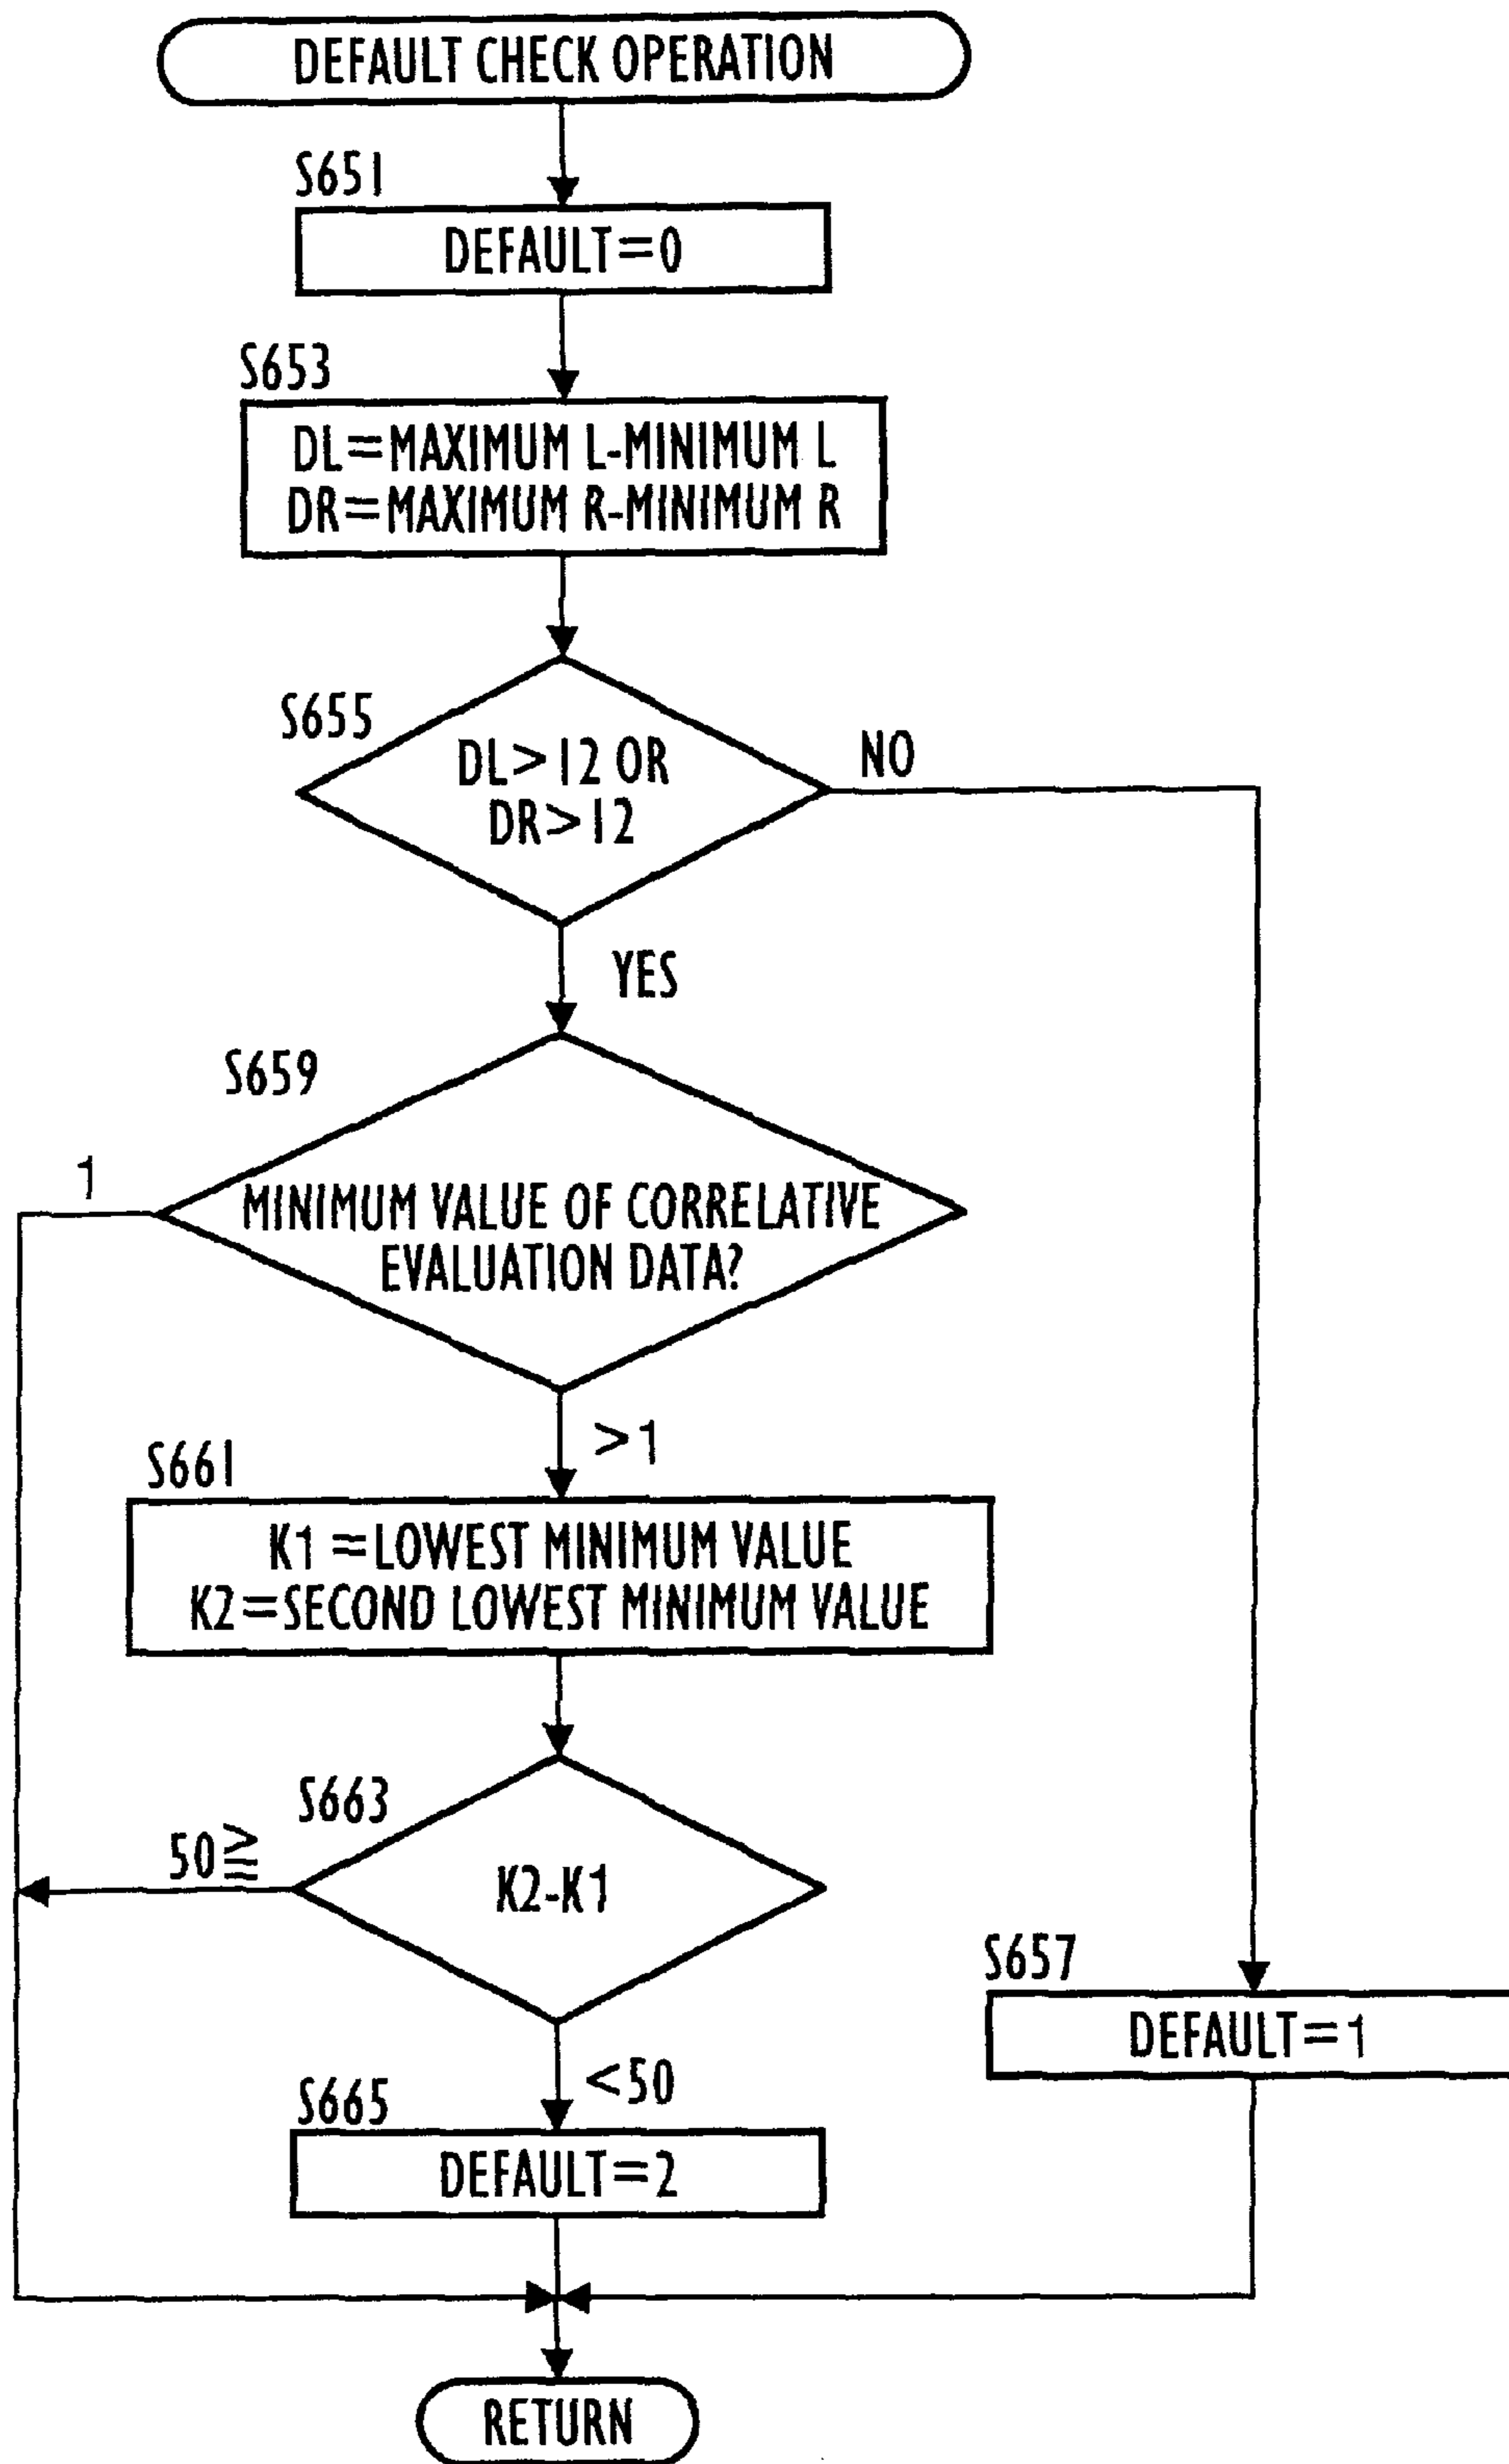 DEFAULT CHECK OPERATION
S651
DEFAULT=0
S653
DL=MAXIMUM L-MINIMUM L
DR=MAXIMUM R-MINIMUM R
S655
DL>12 OR
DR>12
NO
YES
S659
1
MINIMUM VALUE OF CORRELATIVE
EVALUATION DATA?
>1
S661
K1=LOWEST MINIMUM VALUE
K2=SECOND LOWEST MINIMUM VALUE
S663
50≧
K2-K1
S657
DEFAULT=1
<50
S665
DEFAULT=2
RETURN